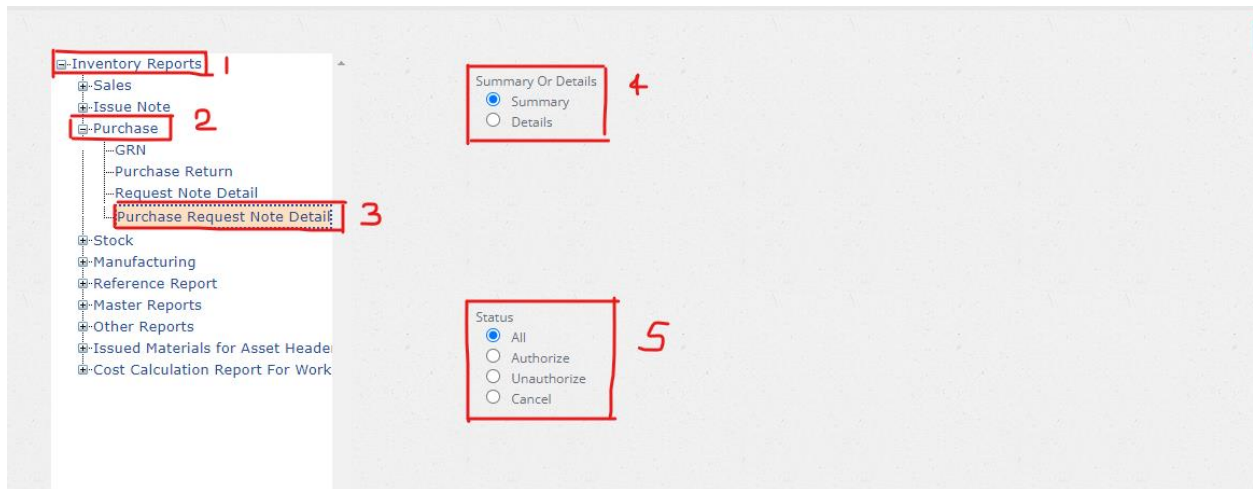 Inventory Reports 1
Sales
Issue Note
Purchase 2
GRN
Purchase Return
Request Note Detail
Purchase Request Note Detail 3
Stock
Manufacturing
Reference Report
Master Reports
Other Reports
Issued Materials for Asset Heade
Cost Calculation Report For Work
Summary Or Details 4
Summary
Details
Status
All 5
Authorize
Unauthorize
Cancel